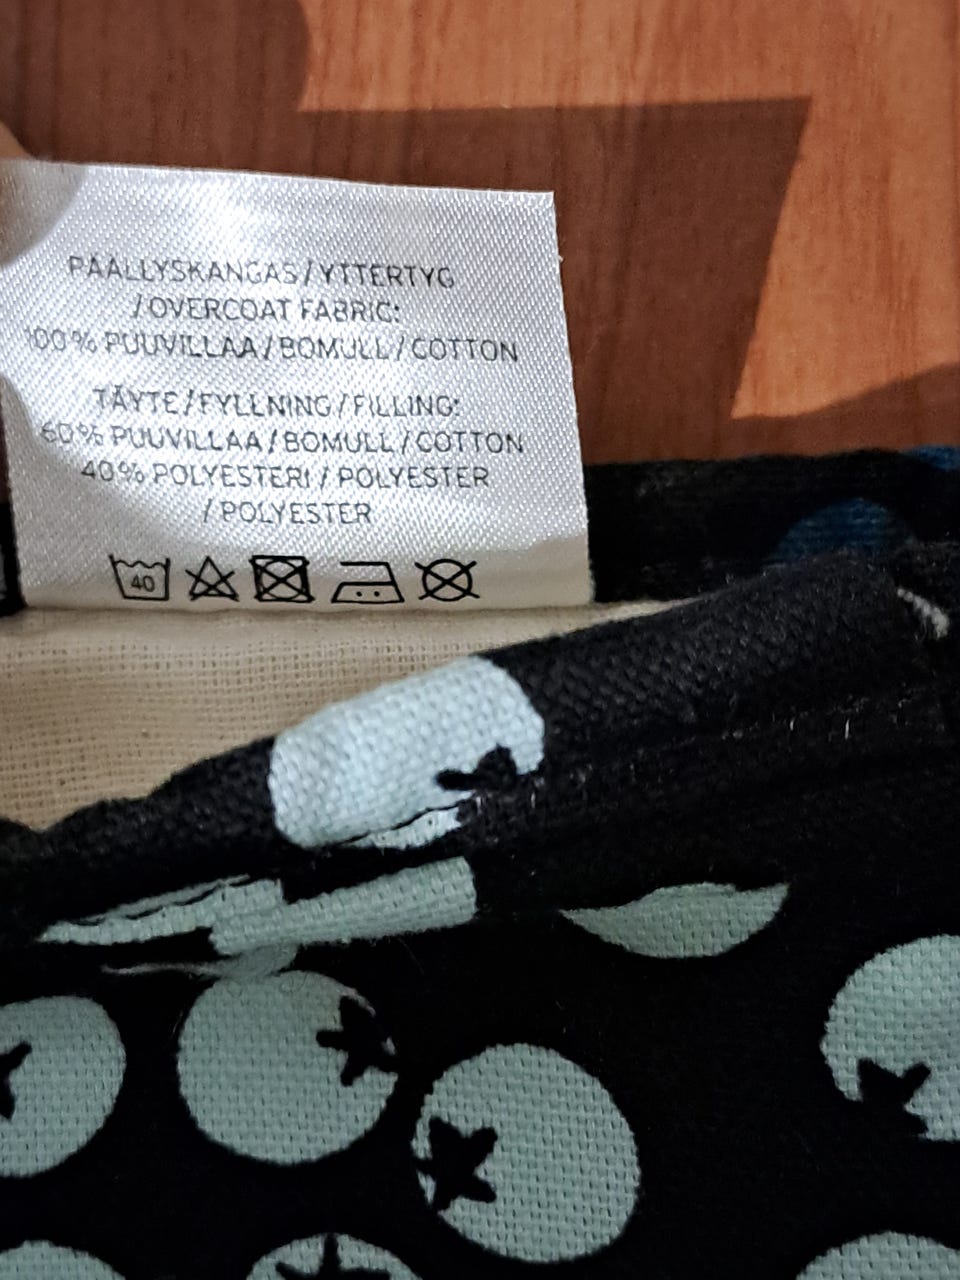 PÄÄLLYSKANGAS/YTTERTYG
/OVERCOAT FABRIC:
100% PUUVILLAA/BOMULL/COTTON
TÄYTE/FYLLNING/FILLING:
60% PUUVILLAA/BOMULL/COTTON
40% POLYESTERI/POLYESTER
/POLYESTER
40